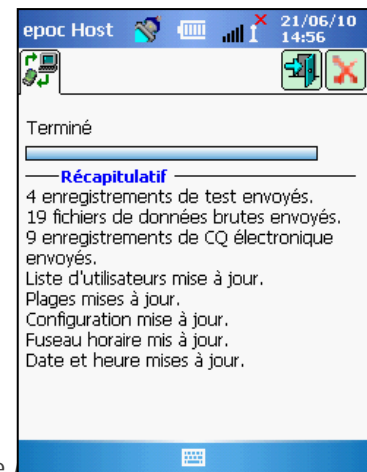 epoc Host 21/06/10
14:56
Terminé
Récapitulatif
4 enregistrements de test envoyés.
19 fichiers de données brutes envoyés.
9 enregistrements de CQ électronique
envoyés.
Liste d'utilisateurs mise à jour.
Plages mises à jour.
Configuration mise à jour.
Fuseau horaire mis à jour.
Date et heure mises à jour.
e